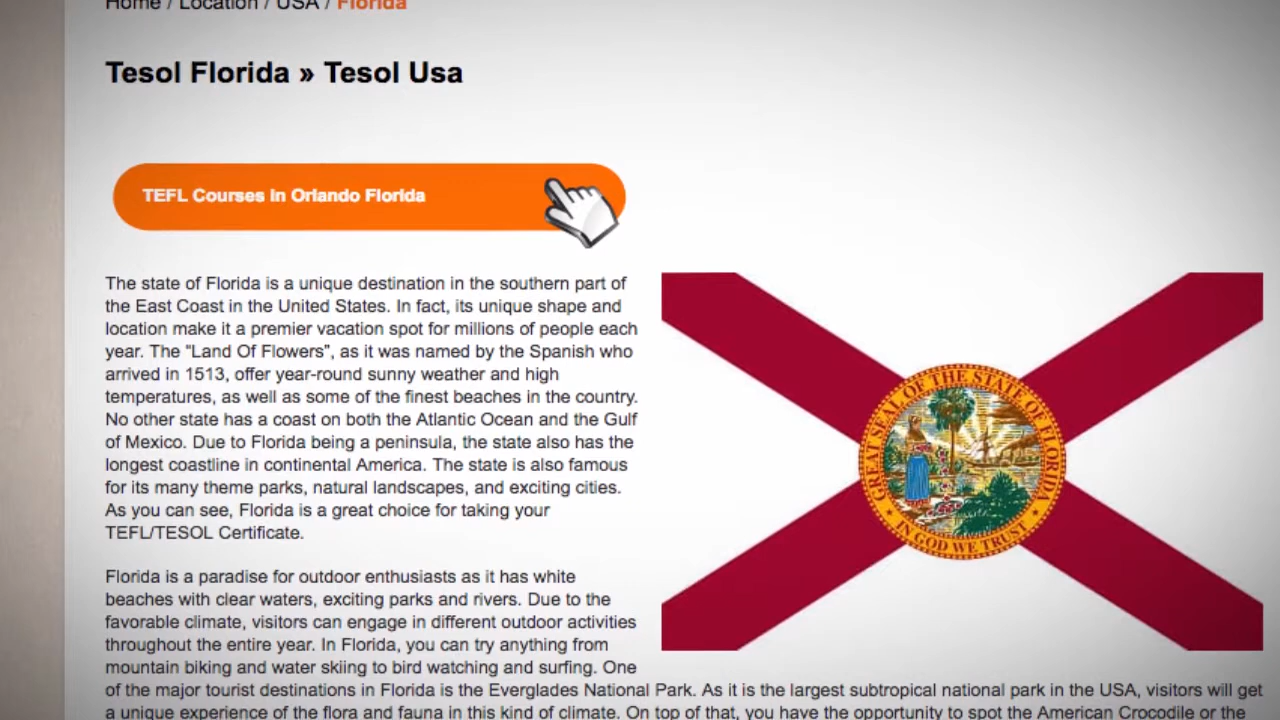 Home / Location / USA / Florida
Tesol Florida » Tesol Usa
TEFL Courses in Orlando Florida
The state of Florida is a unique destination in the southern part of
the East Coast in the United States. In fact, its unique shape and
location make it a premier vacation spot for millions of people each
year. The “Land Of Flowers”, as it was named by the Spanish who
arrived in 1513, offer year-round sunny weather and high
temperatures, as well as some of the finest beaches in the country.
No other state has a coast on both the Atlantic Ocean and the Gulf
of Mexico. Due to Florida being a peninsula, the state also has the
longest coastline in continental America. The state is also famous
for its many theme parks, natural landscapes, and exciting cities.
As you can see, Florida is a great choice for taking your
TEFL/TESOL Certificate.
GREAT SEAL OF THE STATE OF FLORIDA
IN GOD WE TRUST
Florida is a paradise for outdoor enthusiasts as it has white
beaches with clear waters, exciting parks and rivers. Due to the
favorable climate, visitors can engage in different outdoor activities
throughout the entire year. In Florida, you can try anything from
mountain biking and water skiing to bird watching and surfing. One
of the major tourist destinations in Florida is the Everglades National Park. As it is the largest subtropical national park in the USA, visitors will get
a unique experience of the flora and fauna in this kind of climate. On top of that, you have the opportunity to spot the American Crocodile or the